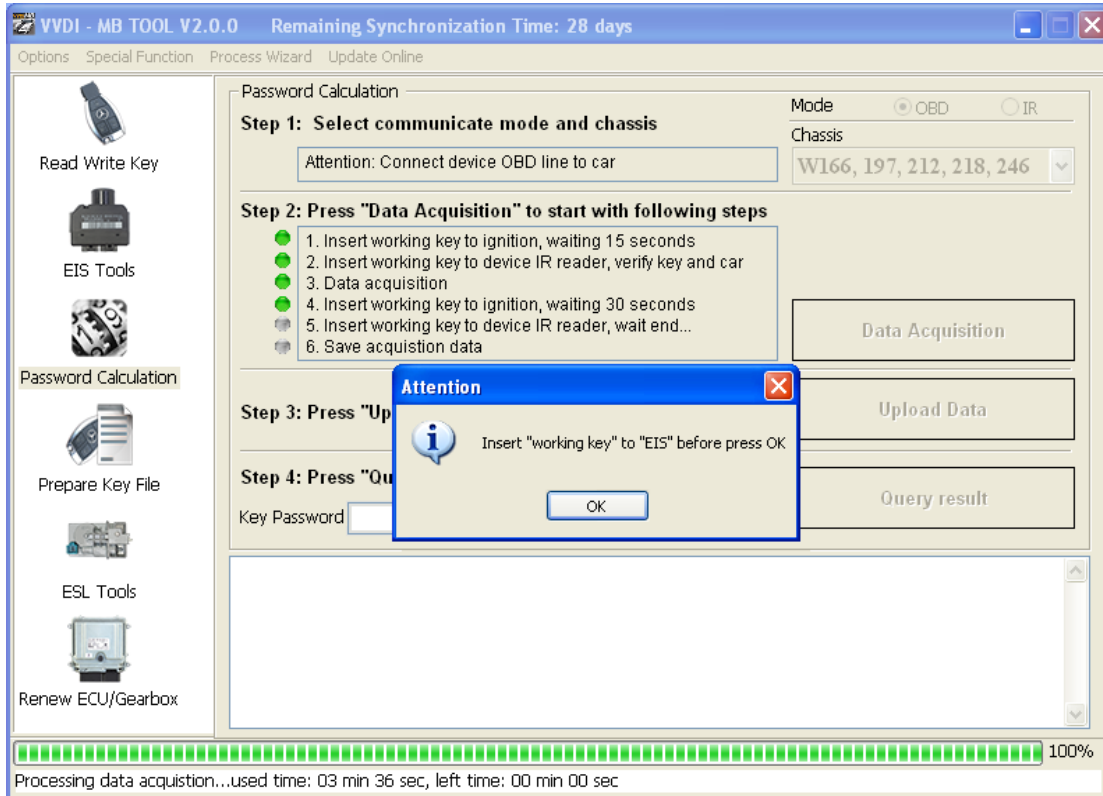 VVDI - MB TOOL V2.0.0 Remaining Synchronization Time: 28 days
Options Special Function Process Wizard Update Online
Read Write Key
EIS Tools
Password Calculation
Prepare Key File
ESL Tools
Renew ECU/Gearbox
Password Calculation
Step 1: Select communicate mode and chassis
Attention: Connect device OBD line to car
Mode OBD IR
Chassis
W166, 197, 212, 218, 246
Step 2: Press "Data Acquisition" to start with following steps
1. Insert working key to ignition, waiting 15 seconds
2. Insert working key to device IR reader, verify key and car
3. Data acquisition
4. Insert working key to ignition, waiting 30 seconds
5. Insert working key to device IR reader, wait end...
6. Save acquistion data
Data Acquisition
Step 3: Press "Up
Upload Data
Step 4: Press "Qu
Key Password
Query result
Attention
Insert "working key" to "EIS" before press OK
OK
100%
Processing data acquistion...used time: 03 min 36 sec, left time: 00 min 00 sec